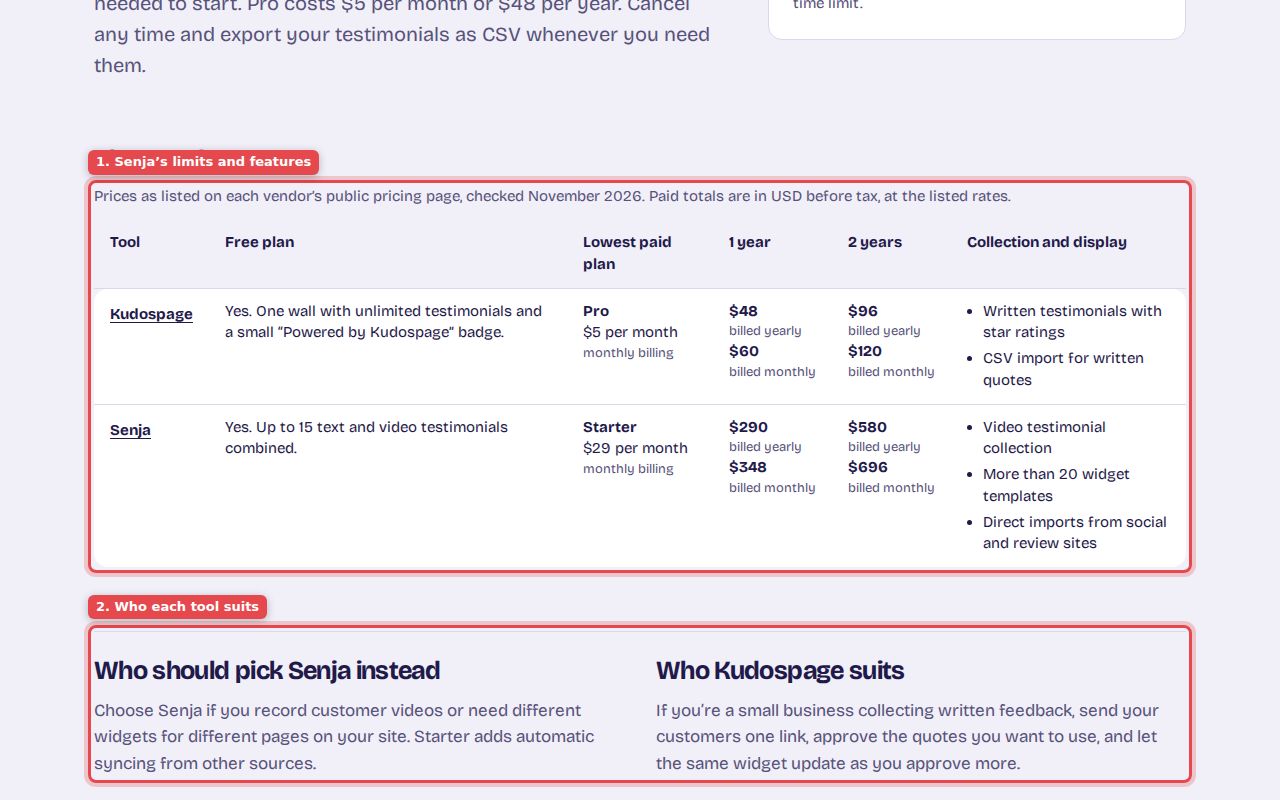 needed to start. Pro costs $5 per month or $48 per year. Cancel
any time and export your testimonials as CSV whenever you need
them.
time limit.
1. Senja's limits and features
Prices as listed on each vendor's public pricing page, checked November 2026. Paid totals are in USD before tax, at the listed rates.
Tool
Free plan
Lowest paid
plan
1 year
2 years
Collection and display
Kudospage
Yes. One wall with unlimited testimonials and
a small “Powered by Kudospage” badge.
Pro
$5 per month
monthly billing
$48
billed yearly
$60
billed monthly
$96
billed yearly
$120
billed monthly
• Written testimonials with
star ratings
• CSV import for written
quotes
Senja
Yes. Up to 15 text and video testimonials
combined.
Starter
$29 per month
monthly billing
$290
billed yearly
$348
billed monthly
$580
billed yearly
$696
billed monthly
• Video testimonial
collection
• More than 20 widget
templates
• Direct imports from social
and review sites
2. Who each tool suits
Who should pick Senja instead
Choose Senja if you record customer videos or need different
widgets for different pages on your site. Starter adds automatic
syncing from other sources.
Who Kudospage suits
If you're a small business collecting written feedback, send your
customers one link, approve the quotes you want to use, and let
the same widget update as you approve more.